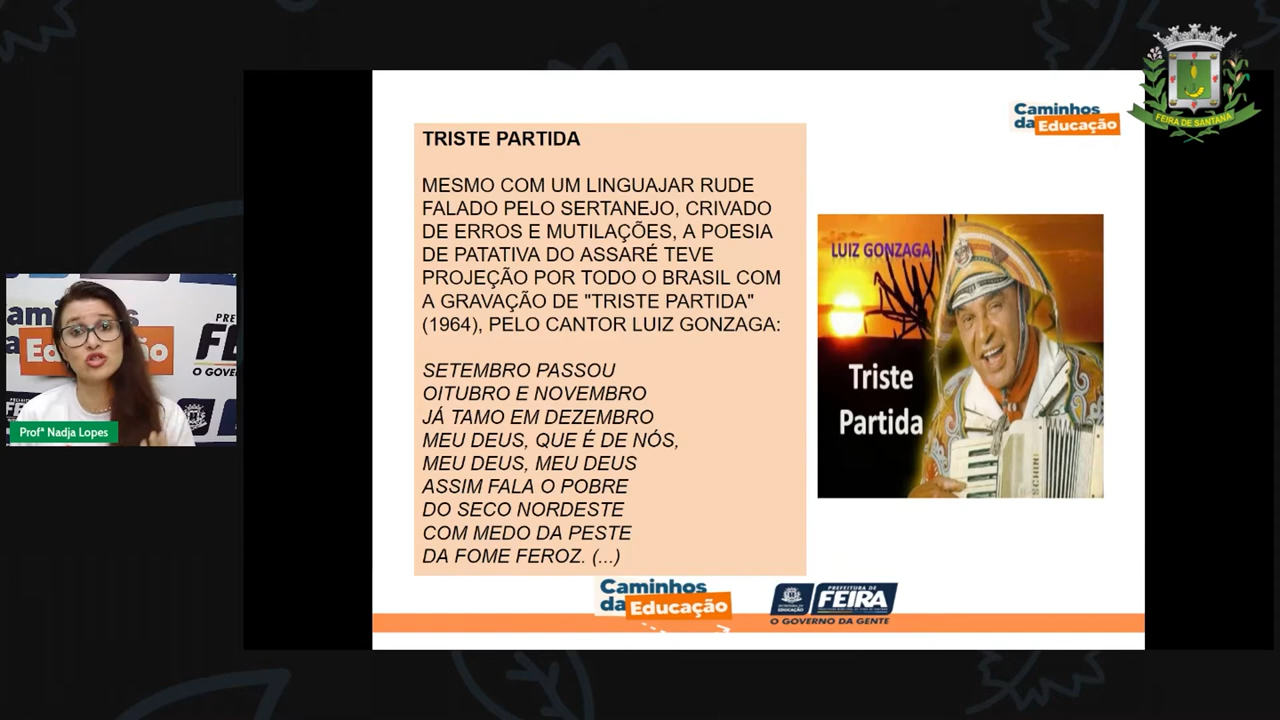 FEIRA DE SANTANA
Caminhos
da Educação
TRISTE PARTIDA
MESMO COM UM LINGUAJAR RUDE
FALADO PELO SERTANEJO, CRIVADO
DE ERROS E MUTILAÇÕES, A POESIA
DE PATATIVA DO ASSARÉ TEVE
PROJEÇÃO POR TODO O BRASIL COM
A GRAVAÇÃO DE "TRISTE PARTIDA"
(1964), PELO CANTOR LUIZ GONZAGA:
SETEMBRO PASSOU
OITUBRO E NOVEMBRO
JÁ TAMO EM DEZEMBRO
MEU DEUS, QUE É DE NÓS,
MEU DEUS, MEU DEUS
ASSIM FALA O POBRE
DO SECO NORDESTE
COM MEDO DA PESTE
DA FOME FEROZ. (...)
LUIZ GONZAGA
Triste
Partida
Profª Nadja Lopes
Caminhos
da Educação
PREFEITURA DE
FEIRA
O GOVERNO DA GENTE